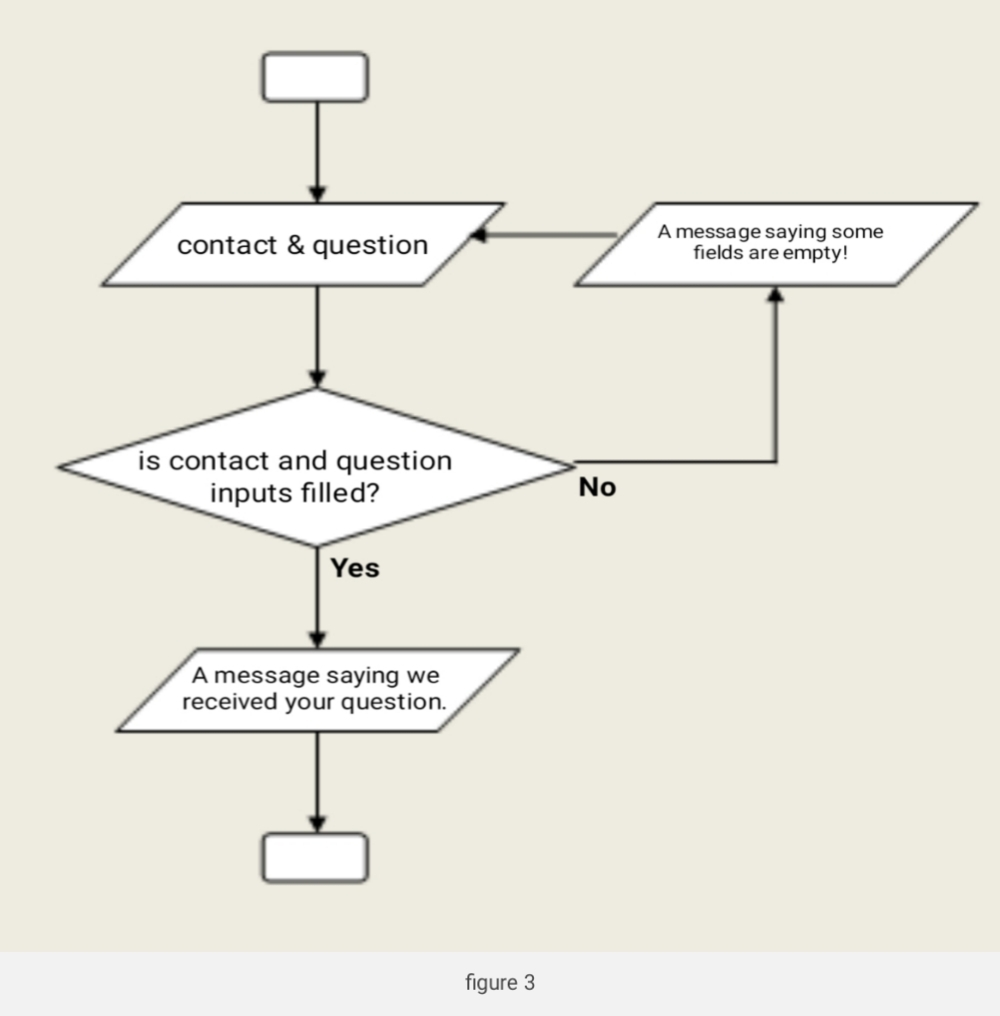 contact & question
A message saying some
fields are empty!
is contact and question
inputs filled?
No
Yes
A message saying we
received your question.
figure 3